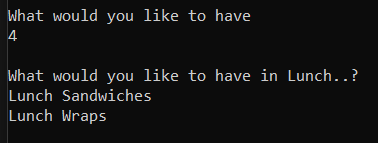 What would you like to have
4
What would you like to have in Lunch..?
Lunch Sandwiches
Lunch Wraps